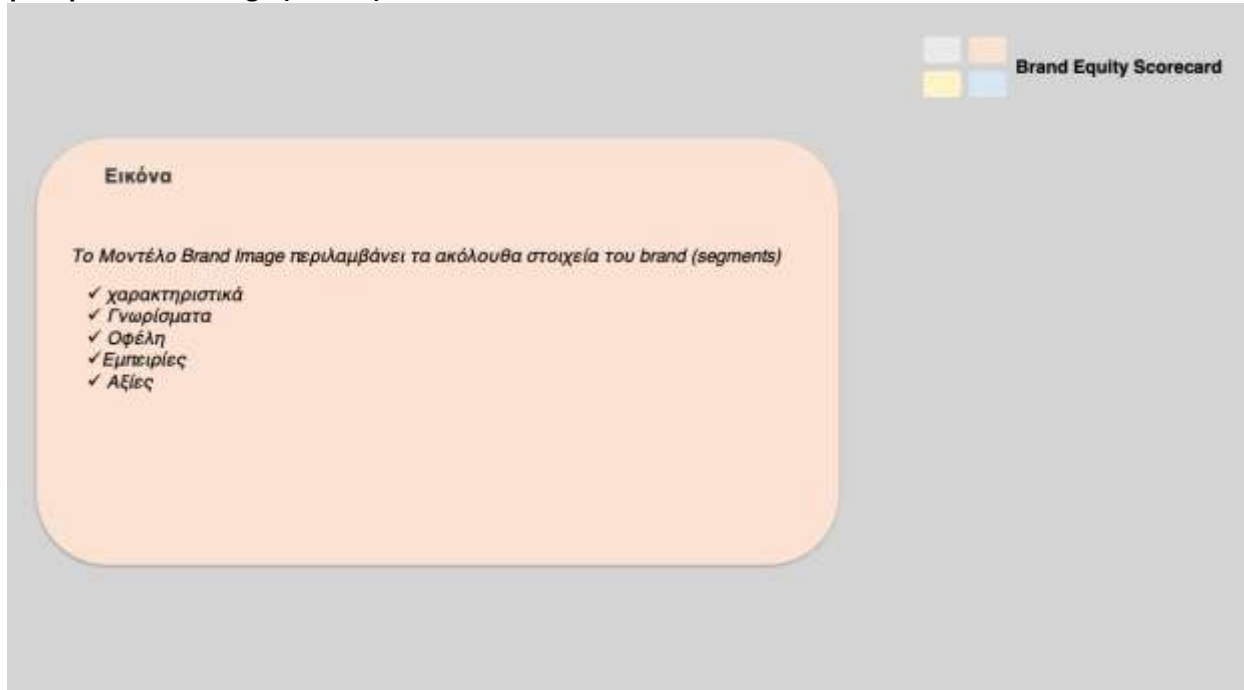 Brand Equity Scorecard
Εικόνα
Το Μοντέλο Brand Image περιλαμβάνει τα ακόλουθα στοιχεία του brand (segments)
✓ χαρακτηριστικά
✓ Γνωρίσματα
✓ Οφέλη
✓Εμπειρίες
✓ Αξίες